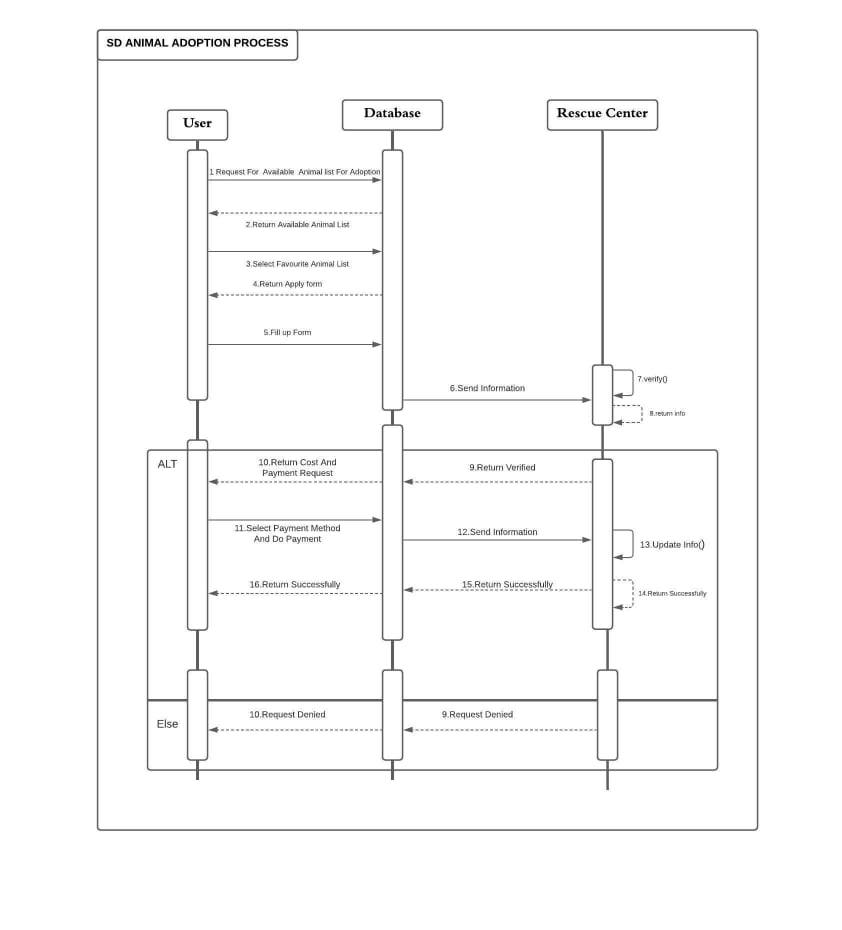 SD ANIMAL ADOPTION PROCESS
User
Database
Rescue Center
1 Request For Available Animal list For Adoption
2.Return Available Animal List
3.Select Favourite Animal List
4.Return Apply form
5.Fill up Form
6.Send Information
7.verify()
8.return info
ALT
10.Return Cost And
Payment Request
9.Return Verified
11.Select Payment Method
And Do Payment
12.Send Information
13.Update Info()
16.Return Successfully
15.Return Successfully
14.Return Successfully
Else
10.Request Denied
9.Request Denied